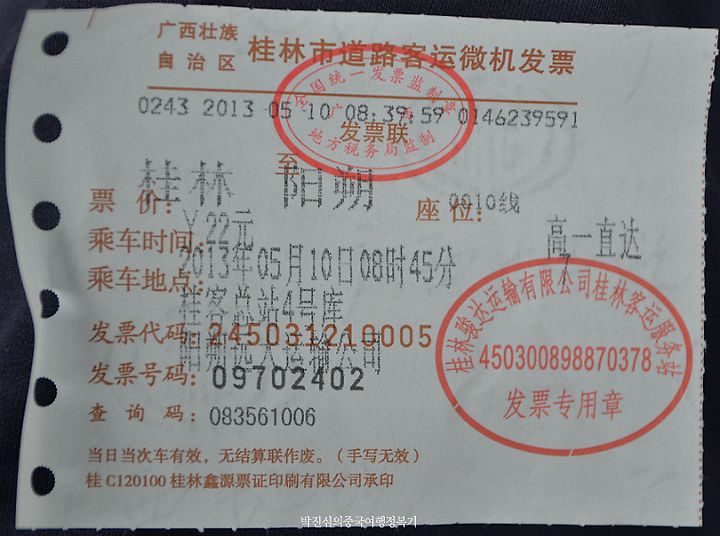 广西壮族
自治区 桂林市道路客运微机发票
全国统一发票监制章
广西
地方税务局监制
0243 2013 05 10 08:39:59 0146239591
发票联
至
桂林 阳朔
票价: 座位: 0010线
￥22元
乘车时间: 高一直达
2013年05月10日08时45分
乘车地点: 7
桂客总站4号库
发票代码: 245031210005
运大运输公司
发票号码: 09702402
查询码: 083561006
桂林骏达运输有限公司桂林客运服务站
450300898870378
发票专用章
当日当次车有效，无结算联作废。（手写无效）
桂 C120100 桂林鑫源票证印刷有限公司承印
박진심의중국여행정복기